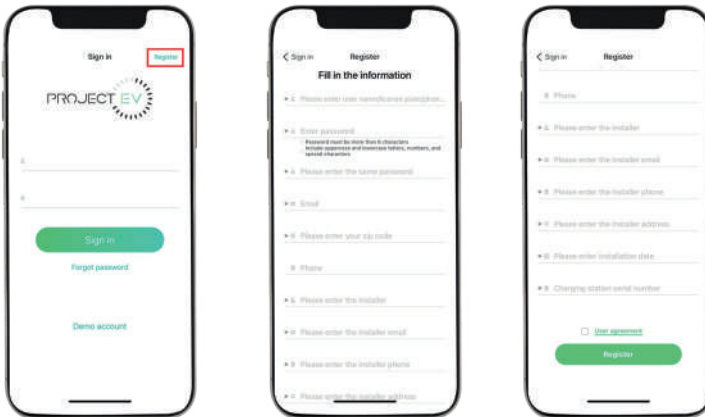 Sign in
Register
PROJECT EV
Sign in
Forgot password
Demo account
Sign in
Register
Fill in the information
Please enter user name/license plate/phon...
Enter password
Password must be more than 8 characters
Include uppercase and lowercase letters, numbers, and
special characters
Please enter the same password
Email
Please enter your zip code
Phone
Please enter the installer
Please enter the installer email
Please enter the installer phone
Please enter the installer address
Sign in
Register
Phone
Please enter the installer
Please enter the installer email
Please enter the installer phone
Please enter the installer address
Please enter installation date
Charging station serial number
User agreement
Register